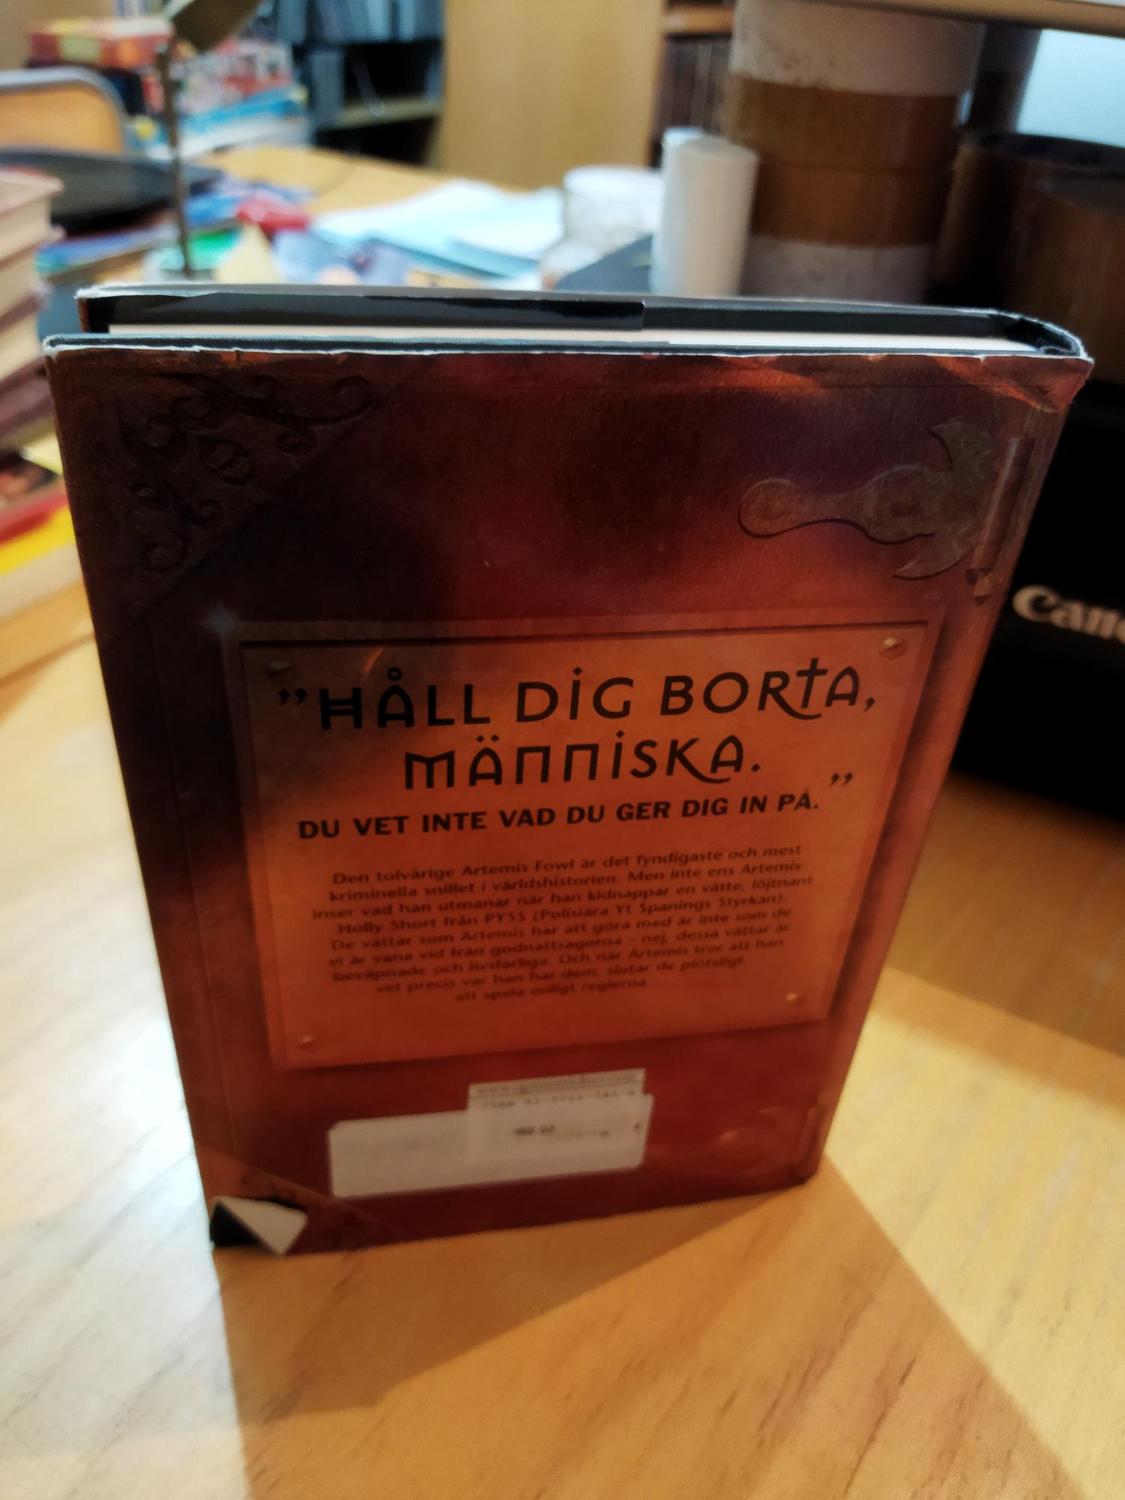 "HÅLL DIG BORTA,
MÄNNISKA.
DU VET INTE VAD DU GER DIG IN PÅ."
Den tolvårige Artemis Fowl är det fyndigaste och mest
kriminella snillet i världshistorien. Men inte ens Artemis
inser vad han utmanar när han kidnappar en vätte, löjtnant
Holly Short från PYSS (Polisiära Yt Spanings Styrkan).
De vättar som Artemis har att göra med är inte som de
vi är vana vid från godnattsagorna – nej, dessa vättar är
beväpnade och livsfarliga. Och när Artemis tror att han
vet precis var han har dem, slutar de plötsligt
att spela enligt reglerna
Cano